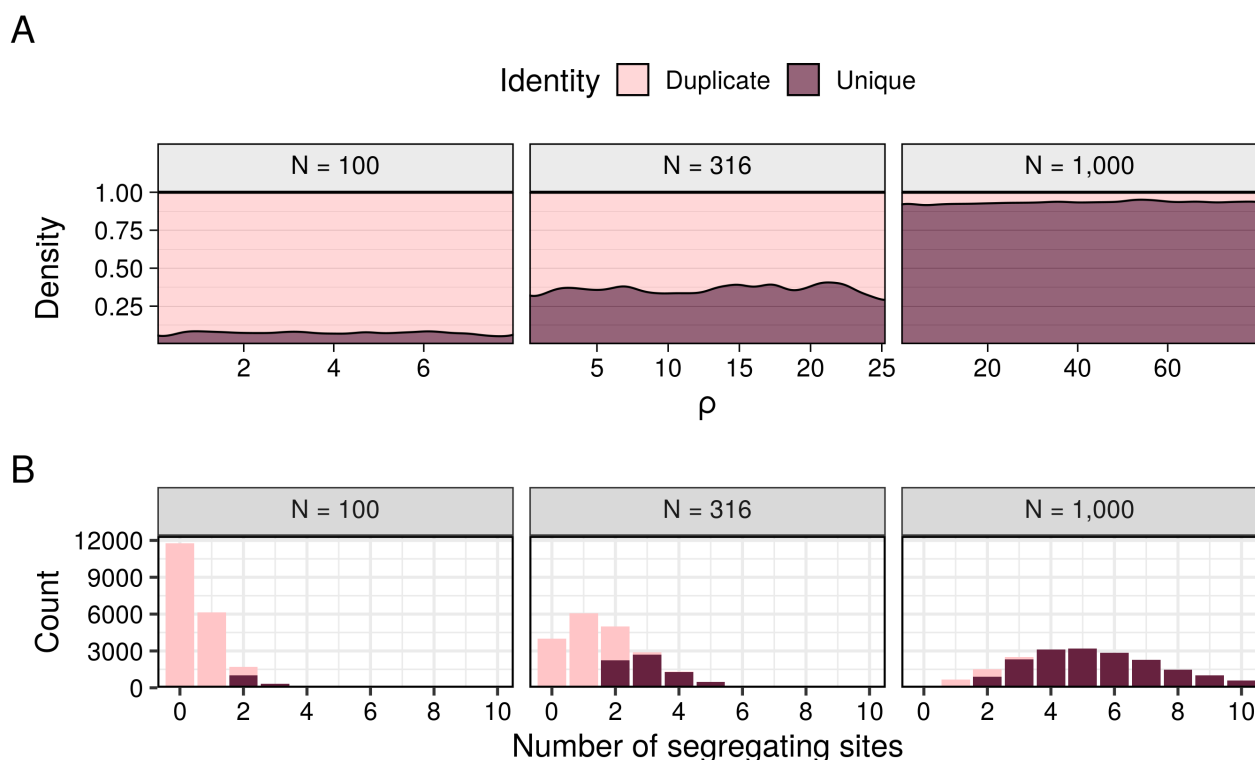 A
Identity Duplicate Unique
N = 100 N = 316 N = 1,000
Density
1.00
0.75
0.50
0.25
2 4 6 5 10 15 20 25 20 40 60
ρ
B
N = 100 N = 316 N = 1,000
Count
12000
9000
6000
3000
0
0 2 4 6 8 10 0 2 4 6 8 10 0 2 4 6 8 10
Number of segregating sites